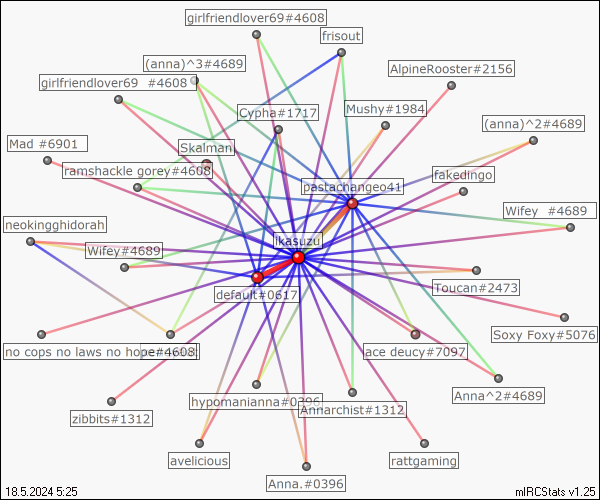 girlfriendlover69#4608
frisout
(anna)^3#4689
AlpineRooster#2156
girlfriendlover69  #4608
Cypha#1717
Mushy#1984
(anna)^2#4689
Mad #6901
Skalman
ramshackle gorey#4608
fakedingo
pastachangeo41
Wifey  #4689
neokingghidorah
ikasuzu
Wifey#4689
Toucan#2473
default#0617
Soxy Foxy#5076
no cops no laws no hope#4608
ace deucy#7097
Anna^2#4689
hypomanianna#0396
Annarchist#1312
zibbits#1312
avelicious
rattgaming
Anna.#0396
18.5.2024 5:25
mIRCStats v1.25